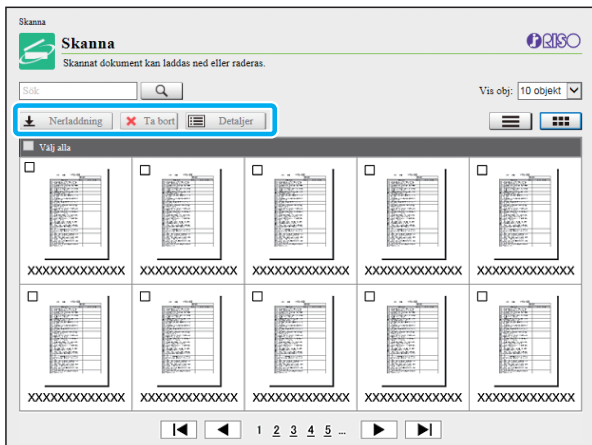 Skanna
Skanna
RISO
Skannat dokument kan laddas ned eller raderas.
Sök
Vis obj: 10 objekt
Nerladdning Ta bort Detaljer
Välj alla
XXXXXXXXXXXXX XXXXXXXXXXXXX XXXXXXXXXXXXX XXXXXXXXXXXXX XXXXXXXXXXXXX
XXXXXXXXXXXXX XXXXXXXXXXXXX XXXXXXXXXXXXX XXXXXXXXXXXXX XXXXXXXXXXXXX
1 2 3 4 5 ...